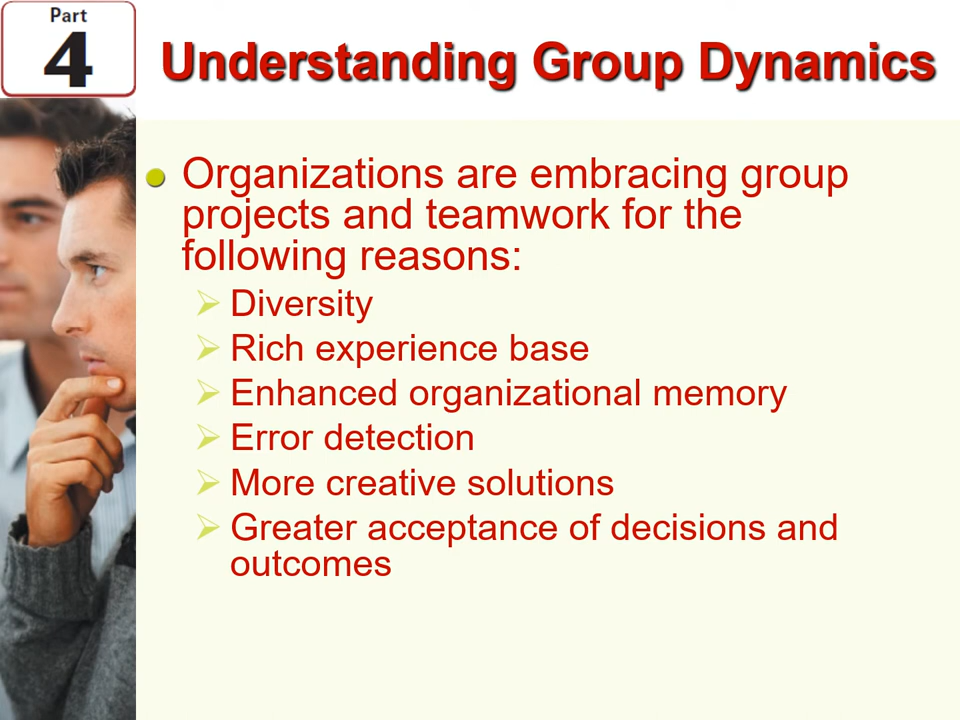 Part
4
Understanding Group Dynamics
Organizations are embracing group
projects and teamwork for the
following reasons:
Diversity
Rich experience base
Enhanced organizational memory
Error detection
More creative solutions
Greater acceptance of decisions and
outcomes